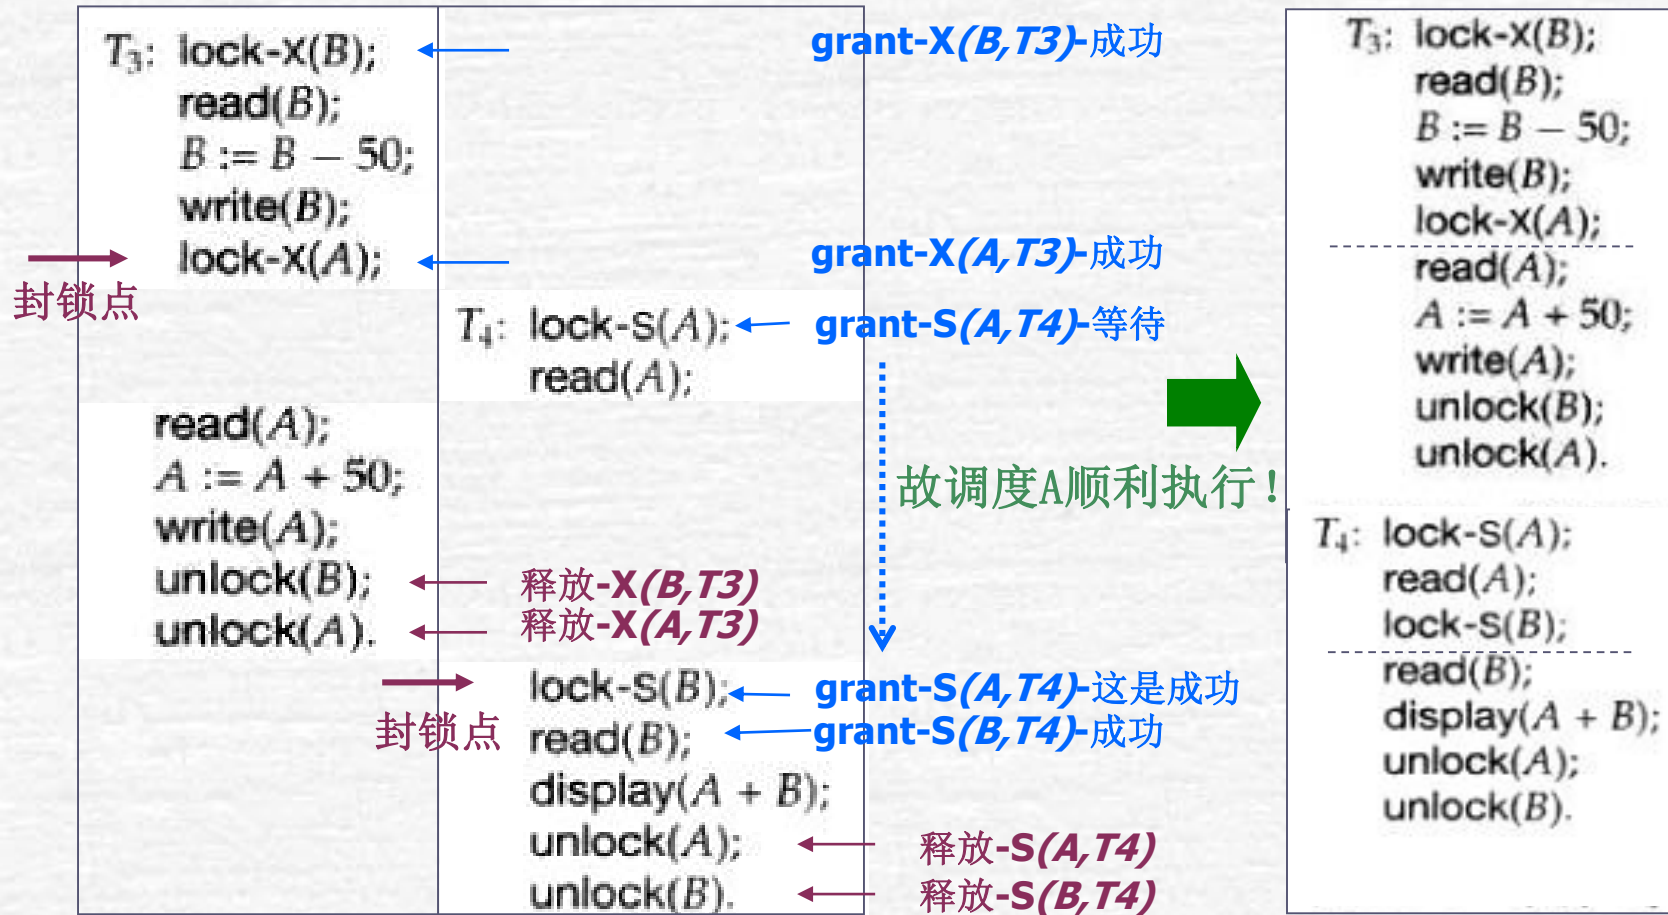 T3: lock-X(B);
read(B);
B := B − 50;
write(B);
lock-X(A);
封锁点
T4: lock-S(A);
read(A);
read(A);
A := A + 50;
write(A);
unlock(B);
unlock(A).
封锁点
lock-S(B);
read(B);
display(A + B);
unlock(A);
unlock(B).
grant-X(B,T3)-成功
grant-X(A,T3)-成功
grant-S(A,T4)-等待
故调度A顺利执行!
释放-X(B,T3)
释放-X(A,T3)
grant-S(A,T4)-这是成功
grant-S(B,T4)-成功
释放-S(A,T4)
释放-S(B,T4)
T3: lock-X(B);
read(B);
B := B − 50;
write(B);
lock-X(A);
read(A);
A := A + 50;
write(A);
unlock(B);
unlock(A).
T4: lock-S(A);
read(A);
lock-S(B);
read(B);
display(A + B);
unlock(A);
unlock(B).